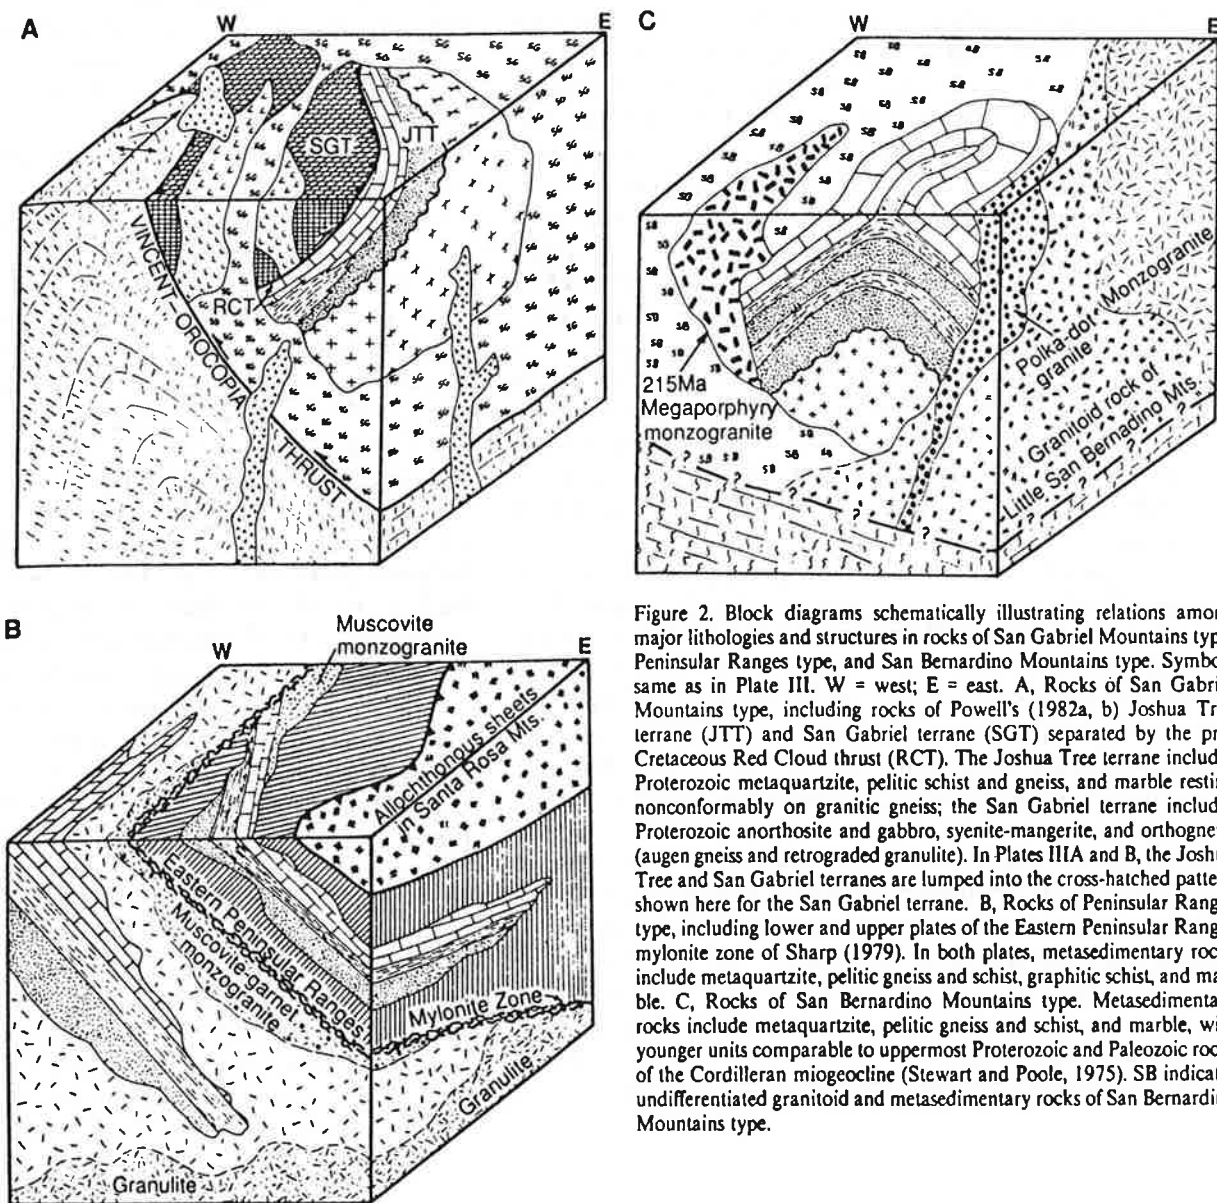 A
W
E
JTT
SGT
RCT
VINCENT-OROCOPIA
THRUST
C
W
E
215Ma
Megaporphyry
monzogranite
Monzogranite
Polka-dot
granite
Granitoid rock of
Little San Bernadino Mts.
B
W
E
Muscovite
monzogranite
Allochthonous sheets
in Santa Rosa Mts.
Eastern Peninsular Ranges
Mylonite Zone
Muscovite garnet
monzogranite
Granulite
Granulite
Figure 2. Block diagrams schematically illustrating relations amon
major lithologies and structures in rocks of San Gabriel Mountains typ
Peninsular Ranges type, and San Bernardino Mountains type. Symbo
same as in Plate III. W = west; E = east. A, Rocks of San Gabri
Mountains type, including rocks of Powell's (1982a, b) Joshua Tr
terrane (JTT) and San Gabriel terrane (SGT) separated by the pr
Cretaceous Red Cloud thrust (RCT). The Joshua Tree terrane includ
Proterozoic metaquartzite, pelitic schist and gneiss, and marble restin
nonconformably on granitic gneiss; the San Gabriel terrane includ
Proterozoic anorthosite and gabbro, syenite-mangerite, and orthogne
(augen gneiss and retrograded granulite). In Plates IIIA and B, the Josh
Tree and San Gabriel terranes are lumped into the cross-hatched patte
shown here for the San Gabriel terrane. B, Rocks of Peninsular Rang
type, including lower and upper plates of the Eastern Peninsular Rang
mylonite zone of Sharp (1979). In both plates, metasedimentary roc
include metaquartzite, pelitic gneiss and schist, graphitic schist, and ma
ble. C, Rocks of San Bernardino Mountains type. Metasedimenta
rocks include metaquartzite, pelitic gneiss and schist, and marble, wi
younger units comparable to uppermost Proterozoic and Paleozoic roc
of the Cordilleran miogeocline (Stewart and Poole, 1975). SB indicat
undifferentiated granitoid and metasedimentary rocks of San Bernardi
Mountains type.